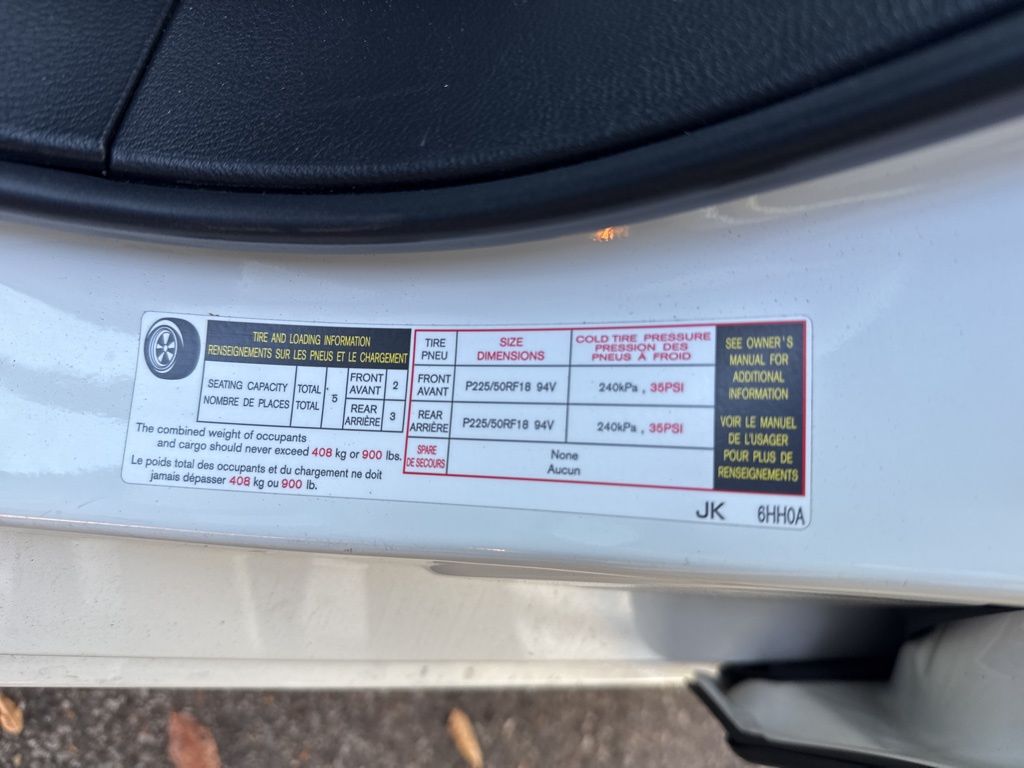 TIRE AND LOADING INFORMATION
RENSEIGNEMENTS SUR LES PNEUS ET LE CHARGEMENT
SEATING CAPACITY
NOMBRE DE PLACES
TOTAL
TOTAL
5
FRONT
AVANT
2
REAR
ARRIÈRE
3
The combined weight of occupants
and cargo should never exceed 408 kg or 900 lbs.
Le poids total des occupants et du chargement ne doit
jamais dépasser 408 kg ou 900 lb.
TIRE
PNEU
SIZE
DIMENSIONS
COLD TIRE PRESSURE
PRESSION DES
PNEUS À FROID
FRONT
AVANT
P225/50RF18 94V
240kPa , 35PSI
REAR
ARRIÈRE
P225/50RF18 94V
240kPa , 35PSI
SPARE
DE SECOURS
None
Aucun
SEE OWNER'S
MANUAL FOR
ADDITIONAL
INFORMATION
VOIR LE MANUEL
DE L'USAGER
POUR PLUS DE
RENSEIGNEMENTS
JK 6HH0A